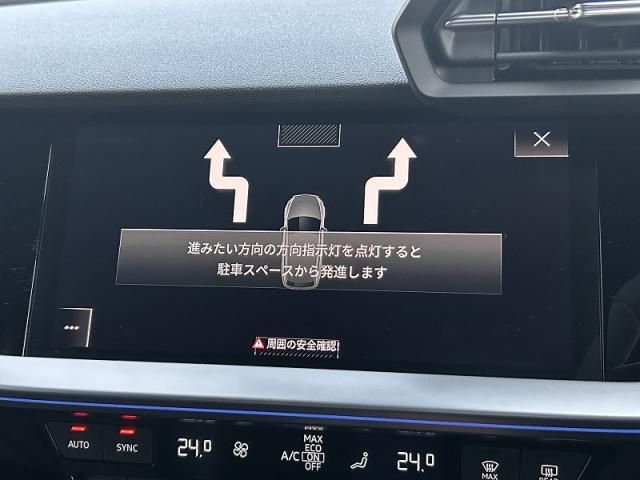 進みたい方向の方向指示灯を点灯すると
駐車スペースから発進します
周囲の安全確認
AUTO
SYNC
24.0
A/C
MAX
ECO
ON
OFF
24.0
MAX
REAR